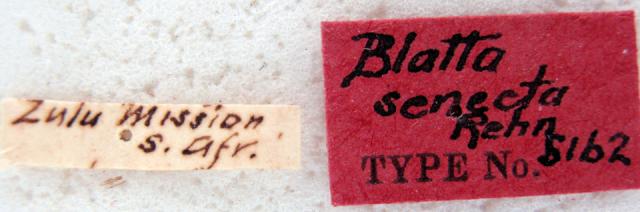 Zulu Mission
S. Afr.
Blatta
senecta
Rehn
TYPE No. 5162